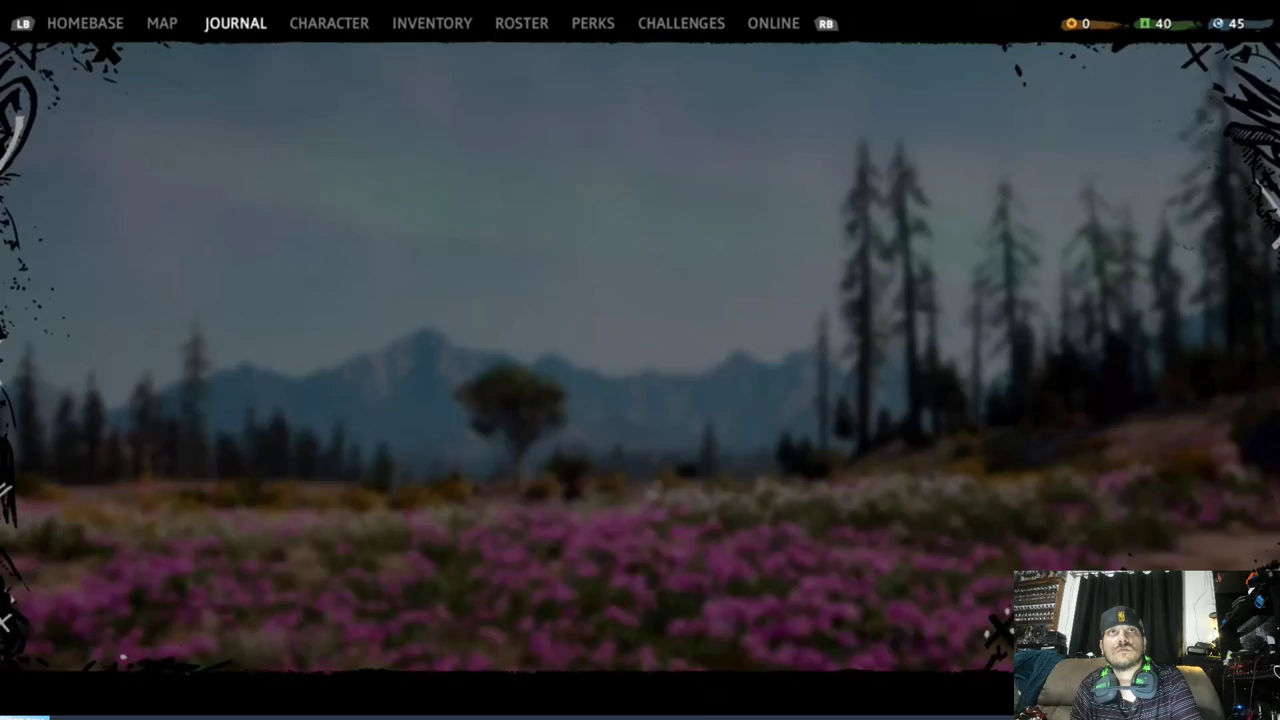 LB HOMEBASE MAP JOURNAL CHARACTER INVENTORY ROSTER PERKS CHALLENGES ONLINE RB 0 40 45